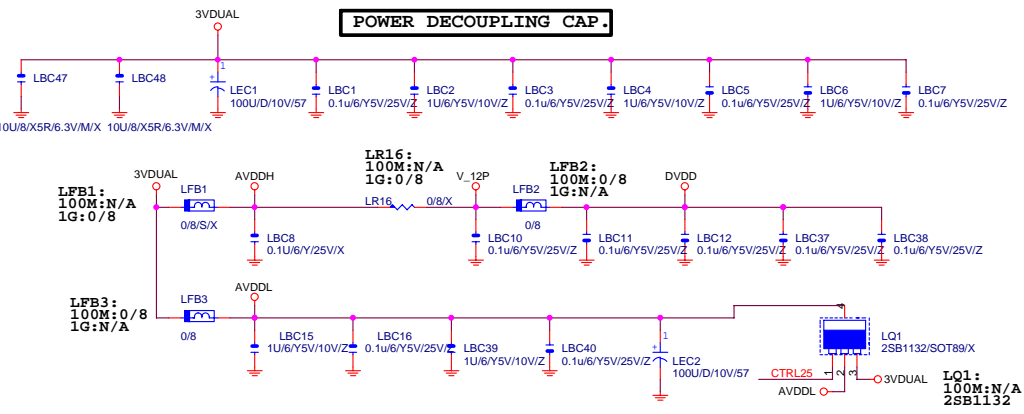 POWER DECOUPLING CAP.
3VDUAL
LBC47
LBC48
1
+
LEC1
100U/D/10V/57
LBC1
0.1u/6/Y5V/25V/Z
LBC2
1U/6/Y5V/10V/Z
LBC3
0.1u/6/Y5V/25V/Z
LBC4
1U/6/Y5V/10V/Z
LBC5
0.1u/6/Y5V/25V/Z
LBC6
1U/6/Y5V/10V/Z
LBC7
0.1u/6/Y5V/25V/Z
10U/8/X5R/6.3V/M/X
10U/8/X5R/6.3V/M/X
LFB1:
100M:N/A
1G:0/8
3VDUAL
LFB1
0/8/S/X
AVDDH
LBC8
0.1U/6/Y/25V/X
LR16:
100M:N/A
1G:0/8
LR16
0/8/X
V_12P
LBC10
0.1u/6/Y5V/25V/Z
LFB2
0/8
LFB2:
100M:0/8
1G:N/A
LBC11
0.1u/6/Y5V/25V/Z
DVDD
LBC12
0.1u/6/Y5V/25V/Z
LBC37
0.1u/6/Y5V/25V/Z
LBC38
0.1u/6/Y5V/25V/Z
LFB3:
100M:0/8
1G:N/A
LFB3
0/8
AVDDL
LBC15
1U/6/Y5V/10V/Z
LBC16
0.1u/6/Y5V/25V/Z
LBC39
1U/6/Y5V/10V/Z
LBC40
0.1u/6/Y5V/25V/Z
1
+
LEC2
100U/D/10V/57
4
LQ1
2SB1132/SOT89/X
CTRL25
1
2
3
AVDDL
3VDUAL
LQ1:
100M:N/A
2SB1132